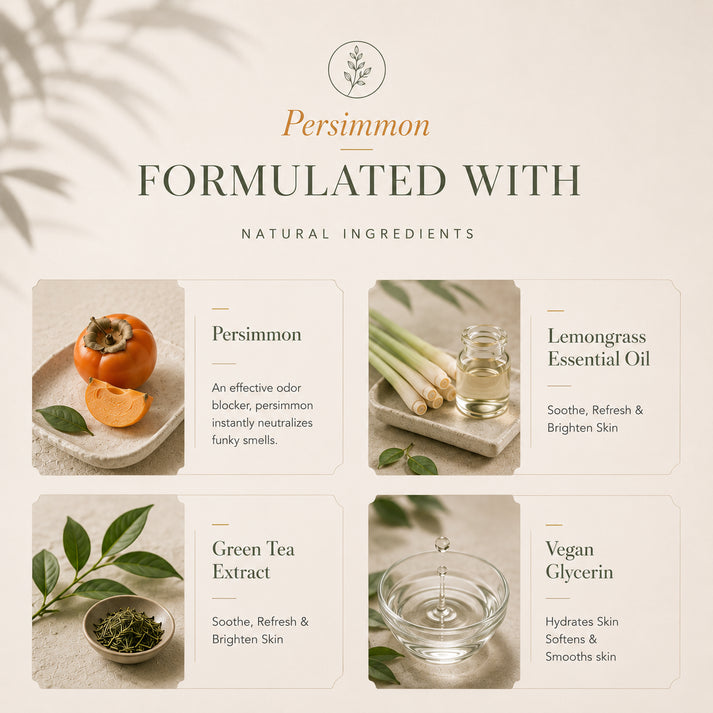 Persimmon
FORMULATED WITH
NATURAL INGREDIENTS
Persimmon
An effective odor
blocker, persimmon
instantly neutralizes
funky smells.
Lemongrass
Essential Oil
Soothe, Refresh &
Brighten Skin
Green Tea
Extract
Soothe, Refresh &
Brighten Skin
Vegan
Glycerin
Hydrates Skin
Softens &
Smooths skin